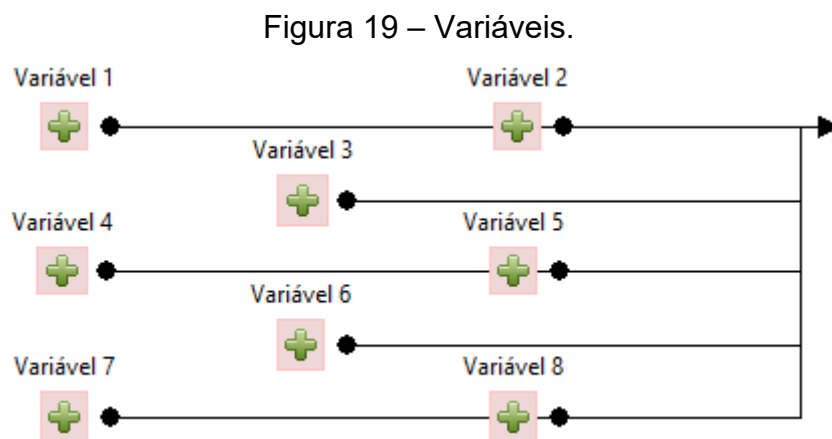 Figura 19 – Variáveis.
Variável 1
Variável 2
Variável 3
Variável 4
Variável 5
Variável 6
Variável 7
Variável 8